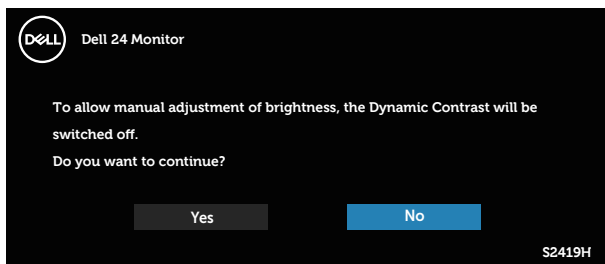 DELL
Dell 24 Monitor
To allow manual adjustment of brightness, the Dynamic Contrast will be
switched off.
Do you want to continue?
Yes No
S2419H